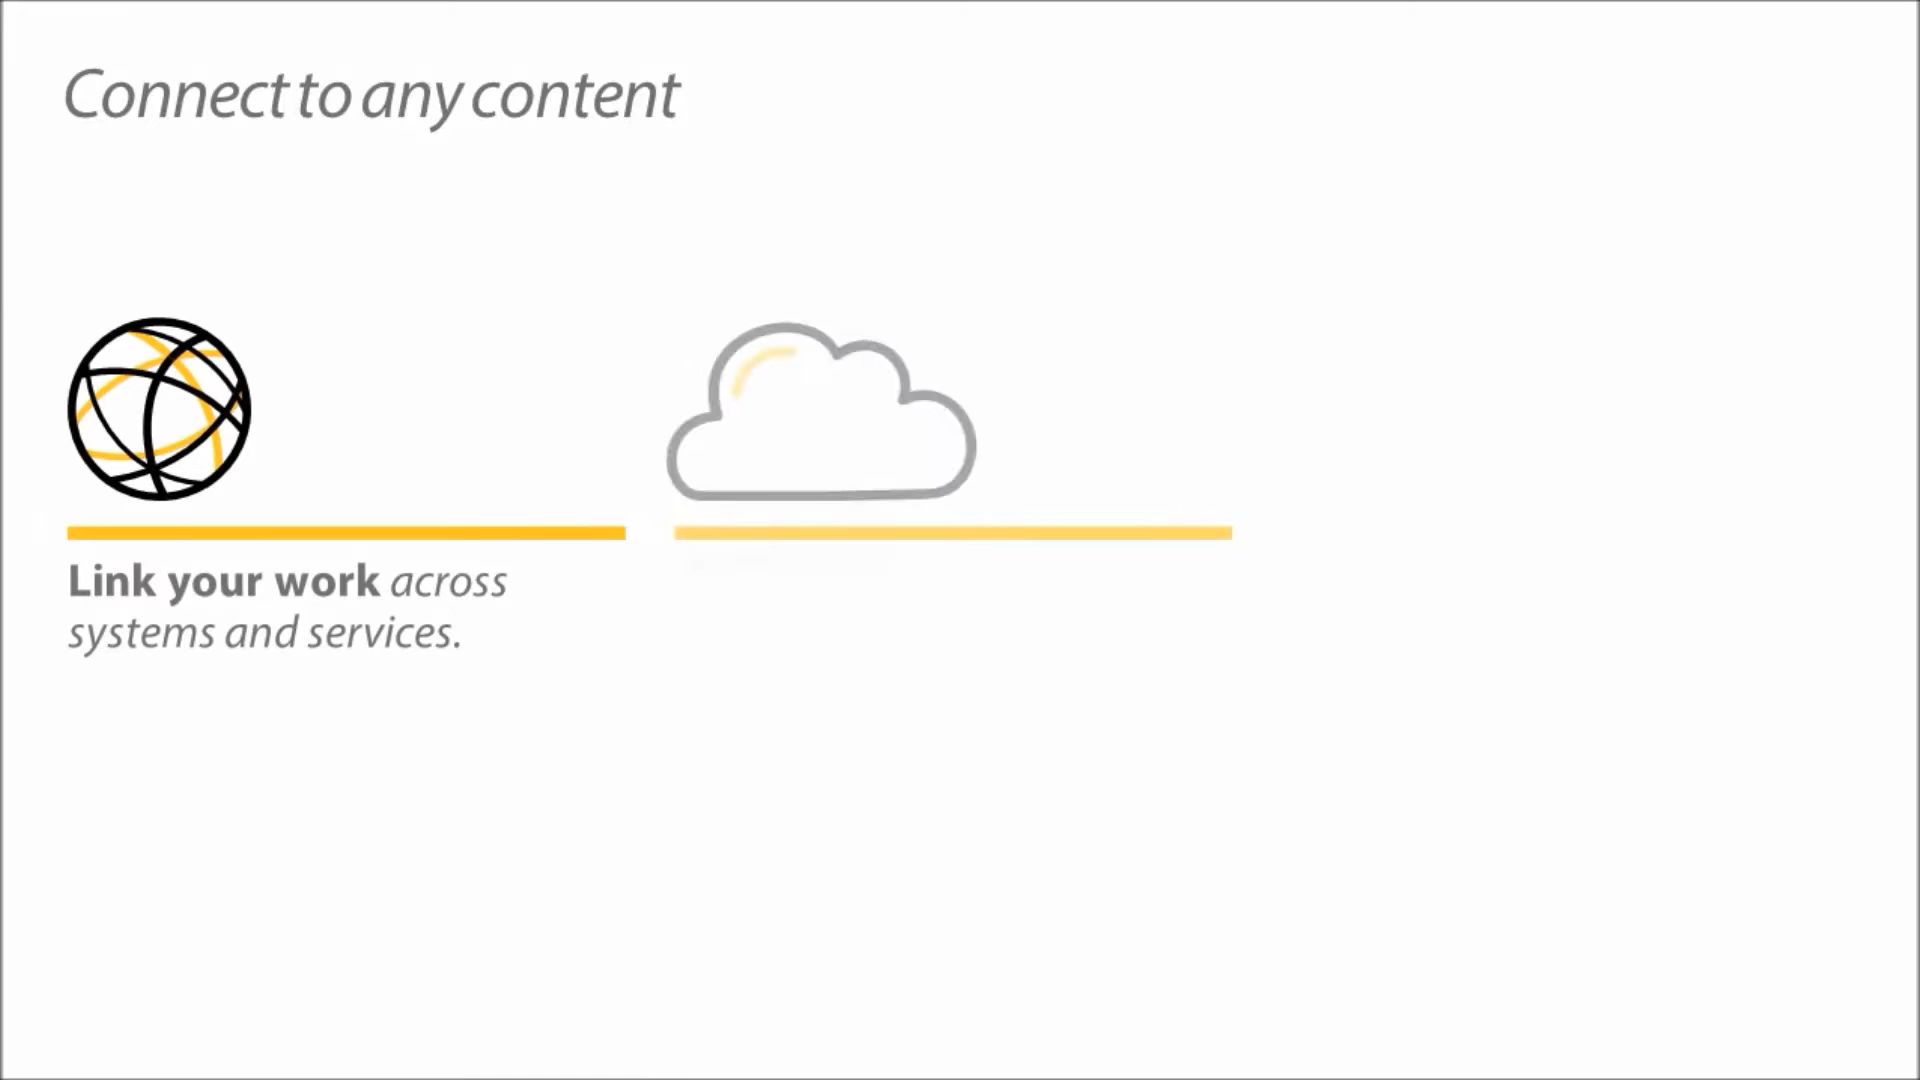 Connect to any content
Link your work across
systems and services.